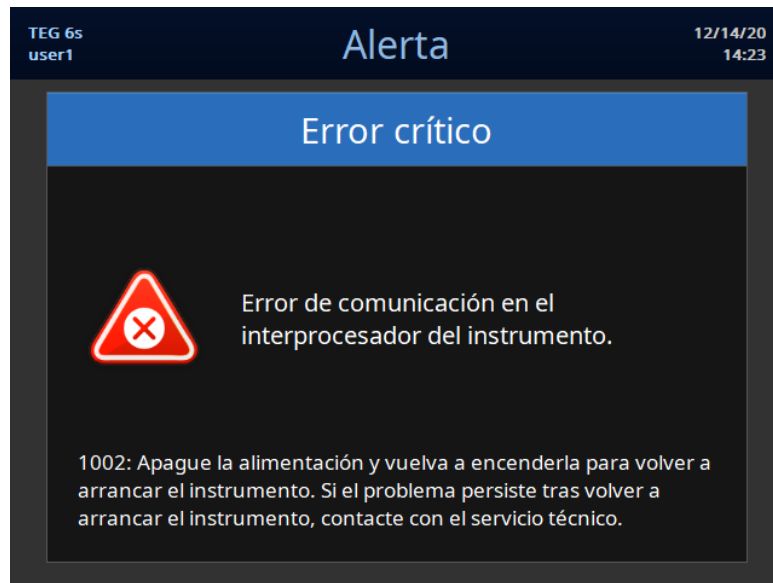 TEG 6s
user1
Alerta
12/14/20
14:23
Error crítico
Error de comunicación en el
interprocesador del instrumento.
1002: Apague la alimentación y vuelva a encenderla para volver a
arrancar el instrumento. Si el problema persiste tras volver a
arrancar el instrumento, contacte con el servicio técnico.